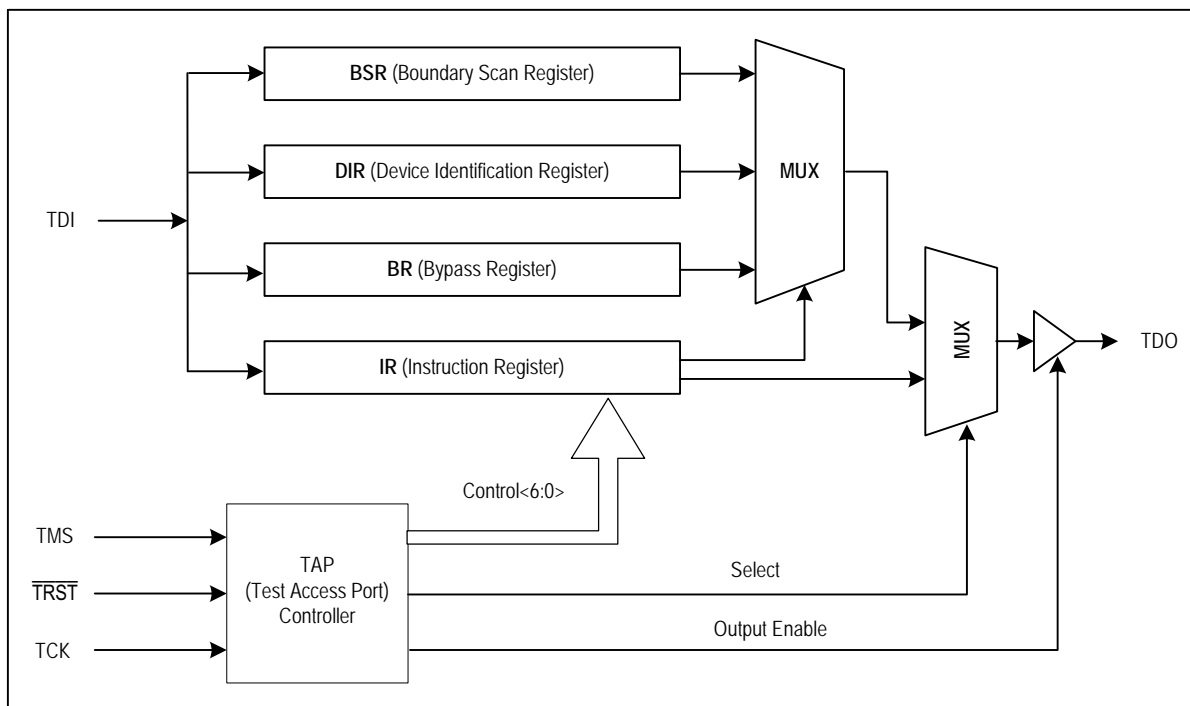 BSR (Boundary Scan Register)
DIR (Device Identification Register)
MUX
TDI
BR (Bypass Register)
MUX
TDO
IR (Instruction Register)
Control<6:0>
TMS
TAP
(Test Access Port)
Controller
Select
T̅R̅S̅T̅
Output Enable
TCK